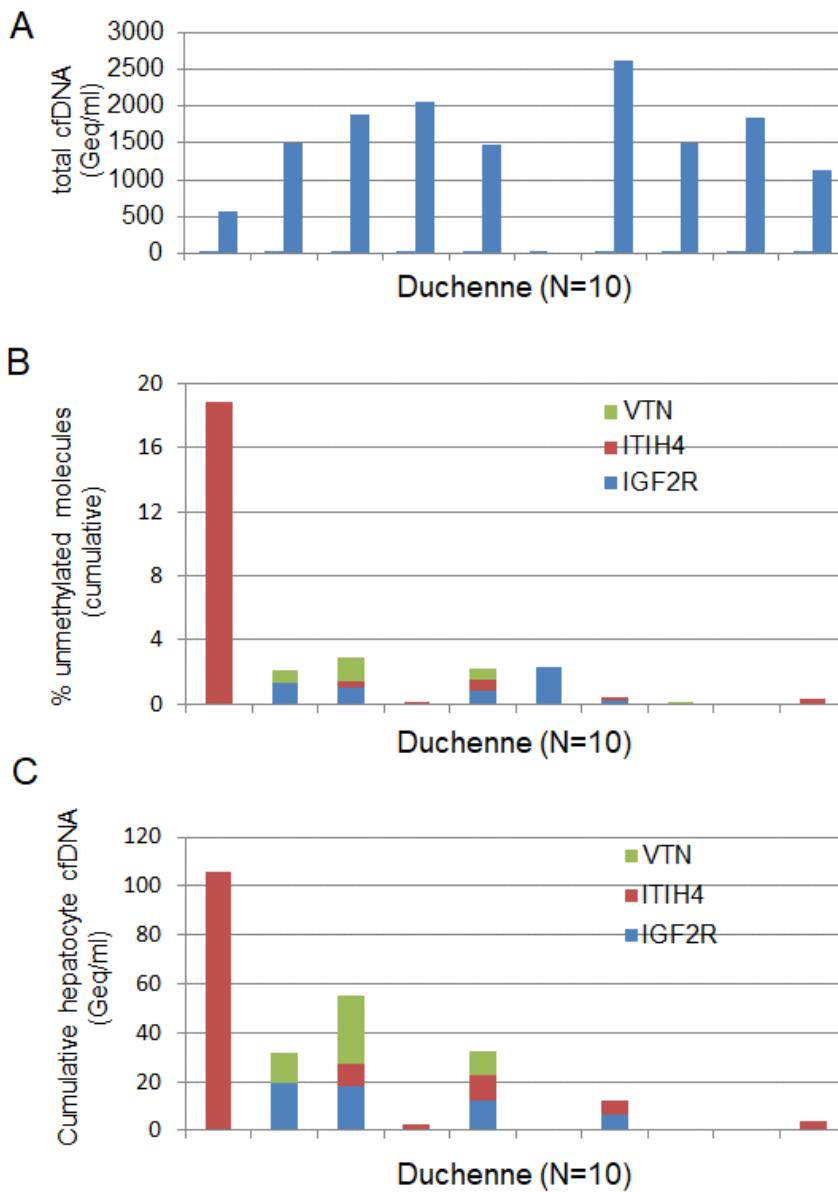 A
total cfDNA
(Geq/ml)
3000
2500
2000
1500
1000
500
0
Duchenne (N=10)
B
% unmethylated molecules
(cumulative)
20
16
12
8
4
0
VTN
ITIH4
IGF2R
Duchenne (N=10)
C
Cumulative hepatocyte cfDNA
(Geq/ml)
120
100
80
60
40
20
0
VTN
ITIH4
IGF2R
Duchenne (N=10)